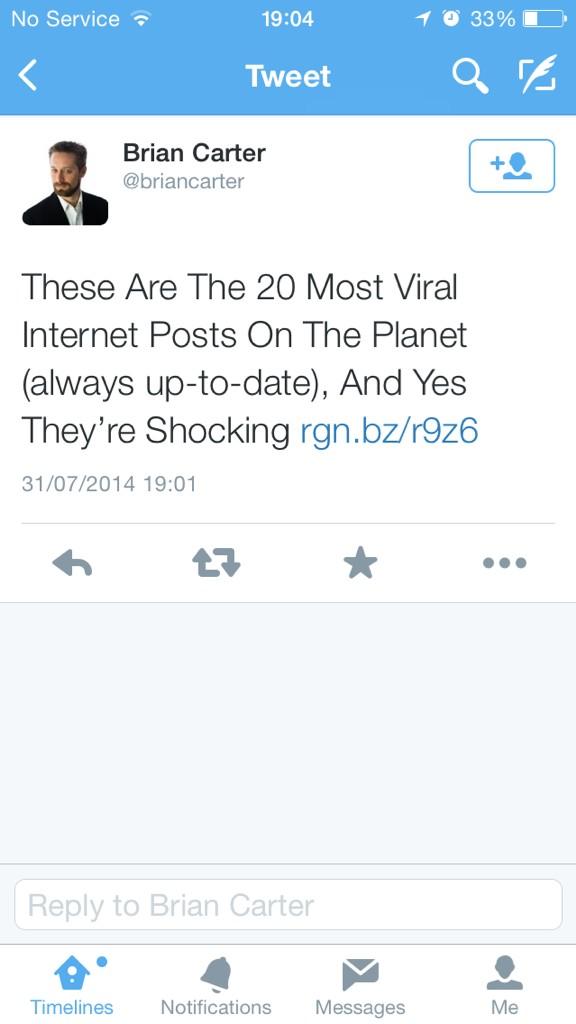 No Service 19:04 33%
Tweet
Brian Carter
@briancarter
These Are The 20 Most Viral
Internet Posts On The Planet
(always up-to-date), And Yes
They’re Shocking rgn.bz/r9z6
31/07/2014 19:01
Reply to Brian Carter
Timelines Notifications Messages Me